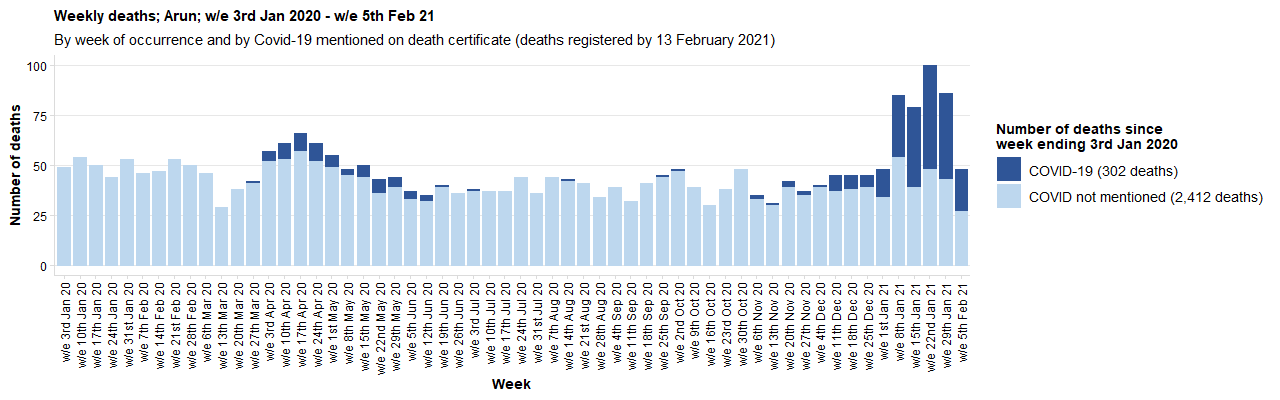 Weekly deaths; Arun; w/e 3rd Jan 2020 - w/e 5th Feb 21
By week of occurrence and by Covid-19 mentioned on death certificate (deaths registered by 13 February 2021)
Number of deaths
100
75
50
25
0
w/e 3rd Jan 20
w/e 10th Jan 20
w/e 17th Jan 20
w/e 24th Jan 20
w/e 31st Jan 20
w/e 7th Feb 20
w/e 14th Feb 20
w/e 21st Feb 20
w/e 28th Feb 20
w/e 6th Mar 20
w/e 13th Mar 20
w/e 20th Mar 20
w/e 27th Mar 20
w/e 3rd Apr 20
w/e 10th Apr 20
w/e 17th Apr 20
w/e 24th Apr 20
w/e 1st May 20
w/e 8th May 20
w/e 15th May 20
w/e 22nd May 20
w/e 29th May 20
w/e 5th Jun 20
w/e 12th Jun 20
w/e 19th Jun 20
w/e 26th Jun 20
w/e 3rd Jul 20
w/e 10th Jul 20
w/e 17th Jul 20
w/e 24th Jul 20
w/e 31st Jul 20
w/e 7th Aug 20
w/e 14th Aug 20
w/e 21st Aug 20
w/e 28th Aug 20
w/e 4th Sep 20
w/e 11th Sep 20
w/e 18th Sep 20
w/e 25th Sep 20
w/e 2nd Oct 20
w/e 9th Oct 20
w/e 16th Oct 20
w/e 23rd Oct 20
w/e 30th Oct 20
w/e 6th Nov 20
w/e 13th Nov 20
w/e 20th Nov 20
w/e 27th Nov 20
w/e 4th Dec 20
w/e 11th Dec 20
w/e 18th Dec 20
w/e 25th Dec 20
w/e 1st Jan 21
w/e 8th Jan 21
w/e 15th Jan 21
w/e 22nd Jan 21
w/e 29th Jan 21
w/e 5th Feb 21
Week
Number of deaths since
week ending 3rd Jan 2020
COVID-19 (302 deaths)
COVID not mentioned (2,412 deaths)